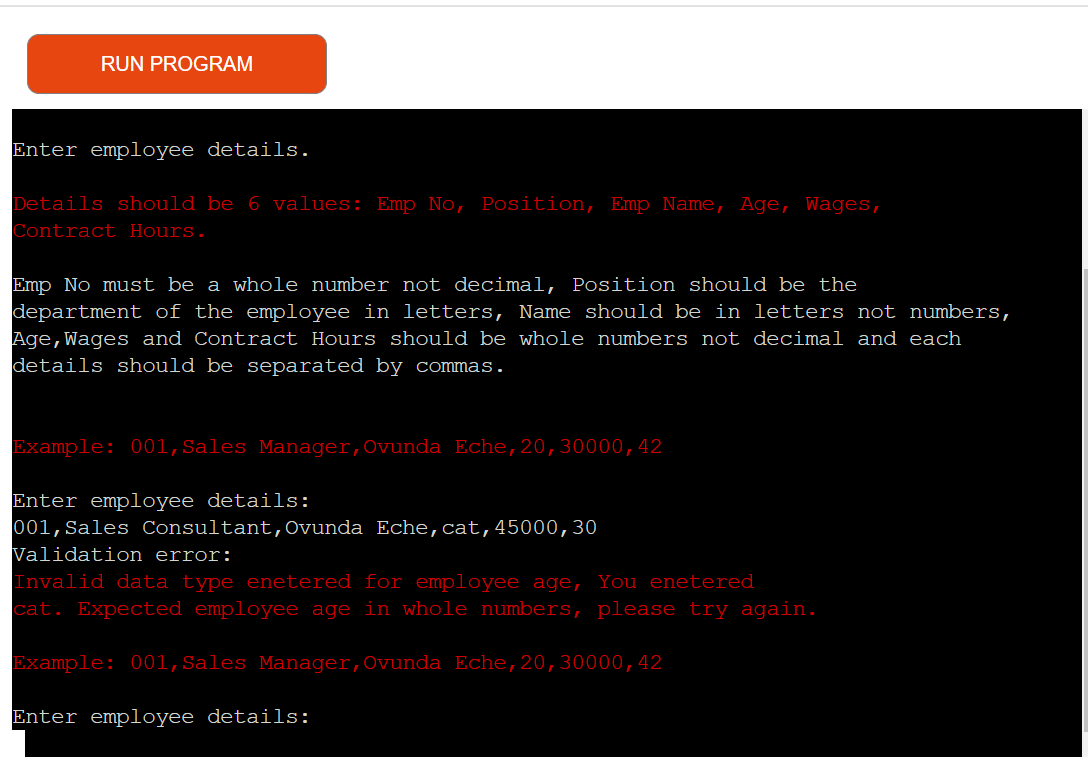 RUN PROGRAM
Enter employee details.
Details should be 6 values: Emp No, Position, Emp Name, Age, Wages,
Contract Hours.
Emp No must be a whole number not decimal, Position should be the
department of the employee in letters, Name should be in letters not numbers,
Age,Wages and Contract Hours should be whole numbers not decimal and each
details should be separated by commas.
Example: 001,Sales Manager,Ovunda Eche,20,30000,42
Enter employee details:
001,Sales Consultant,Ovunda Eche,cat,45000,30
Validation error:
Invalid data type enetered for employee age, You enetered
cat. Expected employee age in whole numbers, please try again.
Example: 001,Sales Manager,Ovunda Eche,20,30000,42
Enter employee details: